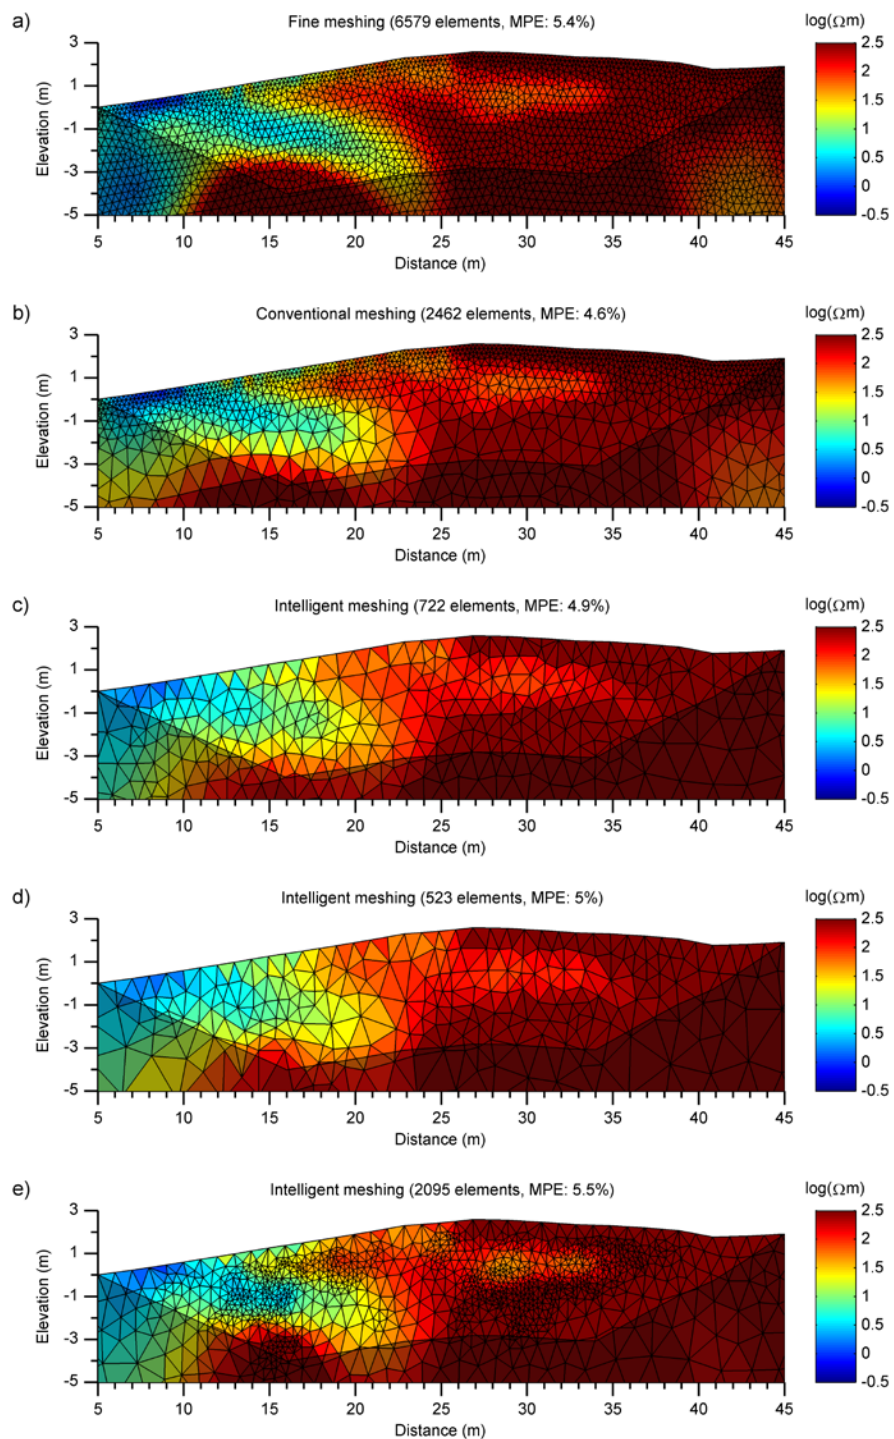 a)
Fine meshing (6579 elements, MPE: 5.4%)
log(Ωm)
3
1
-1
-3
-5
Elevation (m)
5 10 15 20 25 30 35 40 45
Distance (m)
2.5
2
1.5
1
0.5
0
-0.5
b)
Conventional meshing (2462 elements, MPE: 4.6%)
log(Ωm)
3
1
-1
-3
-5
Elevation (m)
5 10 15 20 25 30 35 40 45
Distance (m)
2.5
2
1.5
1
0.5
0
-0.5
c)
Intelligent meshing (722 elements, MPE: 4.9%)
log(Ωm)
3
1
-1
-3
-5
Elevation (m)
5 10 15 20 25 30 35 40 45
Distance (m)
2.5
2
1.5
1
0.5
0
-0.5
d)
Intelligent meshing (523 elements, MPE: 5%)
log(Ωm)
3
1
-1
-3
-5
Elevation (m)
5 10 15 20 25 30 35 40 45
Distance (m)
2.5
2
1.5
1
0.5
0
-0.5
e)
Intelligent meshing (2095 elements, MPE: 5.5%)
log(Ωm)
3
1
-1
-3
-5
Elevation (m)
5 10 15 20 25 30 35 40 45
Distance (m)
2.5
2
1.5
1
0.5
0
-0.5